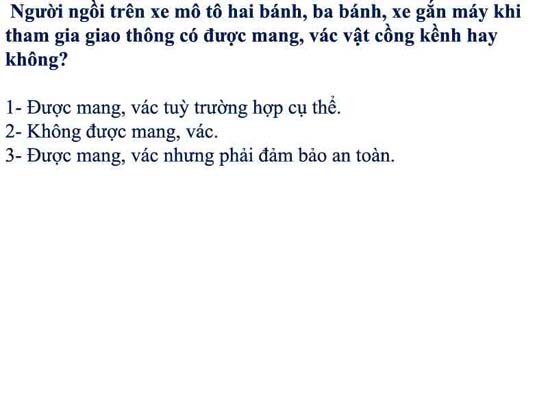 Người ngồi trên xe mô tô hai bánh, ba bánh, xe gắn máy khi
tham gia giao thông có được mang, vác vật cồng kềnh hay
không?
1- Được mang, vác tuỳ trường hợp cụ thể.
2- Không được mang, vác.
3- Được mang, vác nhưng phải đảm bảo an toàn.